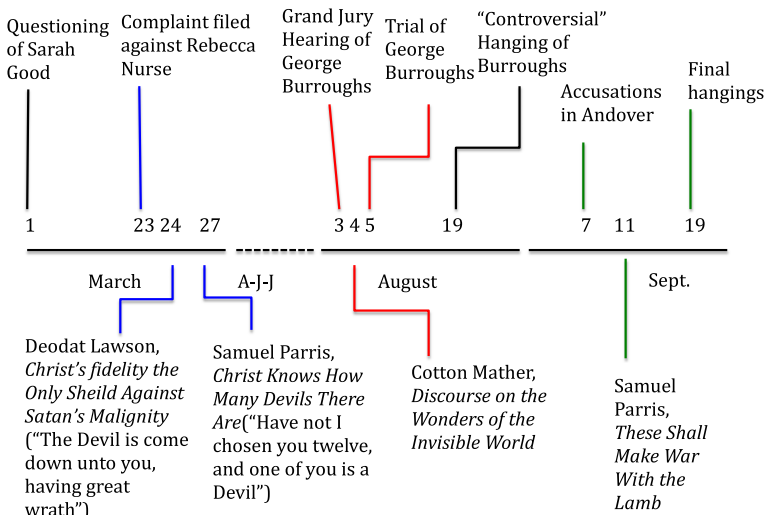 Questioning
of Sarah
Good
Complaint filed
against Rebecca
Nurse
Grand Jury
Hearing of
George
Burroughs
Trial of
George
Burroughs
“Controversial”
Hanging of
Burroughs
Accusations
in Andover
Final
hangings
1
23 24
27
3 4 5
19
7
11
19
March
A-J-J
August
Sept.
Deodat Lawson,
Christ’s fidelity the
Only Sheild Against
Satan’s Malignity
(“The Devil is come
down unto you,
having great
wrath”)
Samuel Parris,
Christ Knows How
Many Devils There
Are(“Have not I
chosen you twelve,
and one of you is a
Devil”)
Cotton Mather,
Discourse on the
Wonders of the
Invisible World
Samuel
Parris,
These Shall
Make War
With the
Lamb